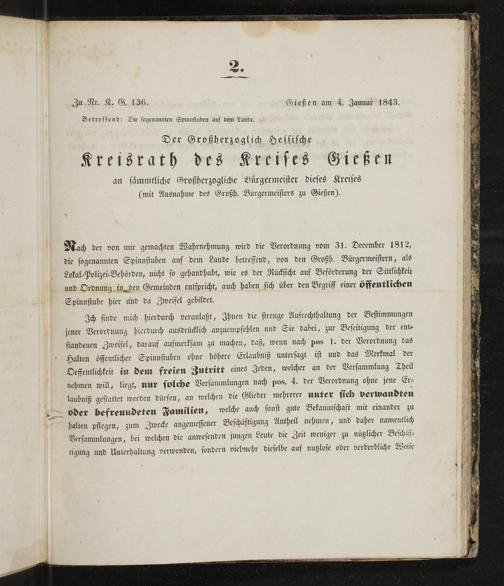 2.
Zu Nr. K. G. 136. Gießen am 4. Januar 1843.
Betreffend: Die sogenannten Spinnstuben auf dem Lande.
Der Großherzoglich Hessische
Kreisrath des Kreises Gießen
an sämmtliche Großherzogliche Bürgermeister dieses Kreises
(mit Ausnahme des Großh. Bürgermeisters zu Gießen).
Nach der von mir gemachten Wahrnehmung wird die Verordnung vom 31. December 1812,
die sogenannten Spinnstuben auf dem Lande betreffend, von den Großh. Bürgermeistern, als
Lokal-Polizei-Behörden, nicht so gehandhabt, wie es der Rücksicht auf Beförderung der Sittlichkeit
und Ordnung in den Gemeinden entspricht, auch haben sich über den Begriff einer öffentlichen
Spinnstube hier und da Zweifel gebildet.
Ich finde mich hierdurch veranlaßt, Ihnen die strenge Aufrechthaltung der Bestimmungen
jener Verordnung hierdurch ausdrücklich anzuempfehlen und Sie dabei, zur Beseitigung der ent-
standenen Zweifel, darauf aufmerksam zu machen, daß, wenn nach pos 1. der Verordnung das
Halten öffentlicher Spinnstuben ohne höhere Erlaubniß untersagt ist und das Merkmal der
Oeffentlichkeit in dem freien Zutritt eines Jeden, welcher an der Versammlung Theil
nehmen will, liegt, nur solche Versammlungen nach pos. 4. der Verordnung ohne jene Er-
laubniß gestattet werden dürfen, an welchen die Glieder mehrerer unter sich verwandten
oder befreundeten Familien, welche auch sonst gute Bekanntschaft mit einander zu
halten pflegen, zum Zwecke angemessener Beschäftigung Antheil nehmen, und daher namentlich
Versammlungen, bei welchen die anwesenden jungen Leute die Zeit weniger zu nützlicher Beschäf-
tigung und Unterhaltung verwenden, sondern vielmehr dieselbe auf nutzlose oder verderbliche Weise